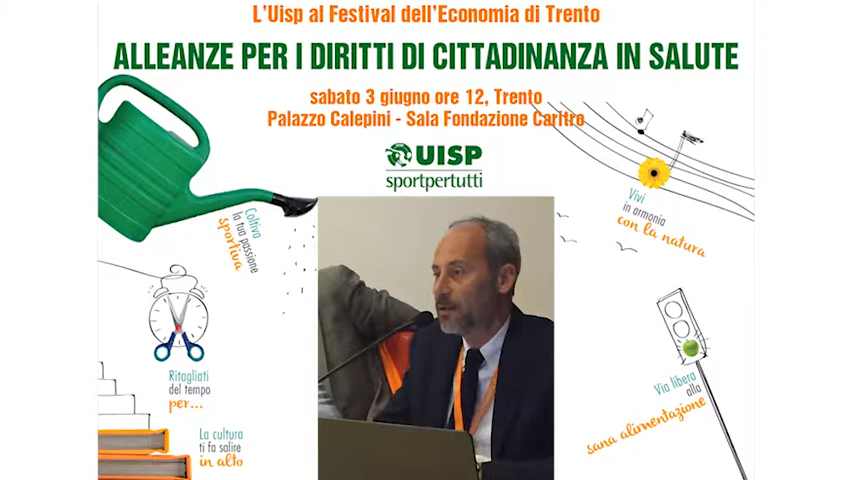 L'Uisp al Festival dell'Economia di Trento
ALLEANZE PER I DIRITTI DI CITTADINANZA IN SALUTE
sabato 3 giugno ore 12, Trento
Palazzo Calepini - Sala Fondazione Caritro
UISP
sportpertutti
Coltiva
la tua passione
sportiva
Vivi
in armonia
con la natura
Ritagliati
del tempo
per...
Via libera
alla
sana alimentazione
La cultura
ti fa salire
in alto